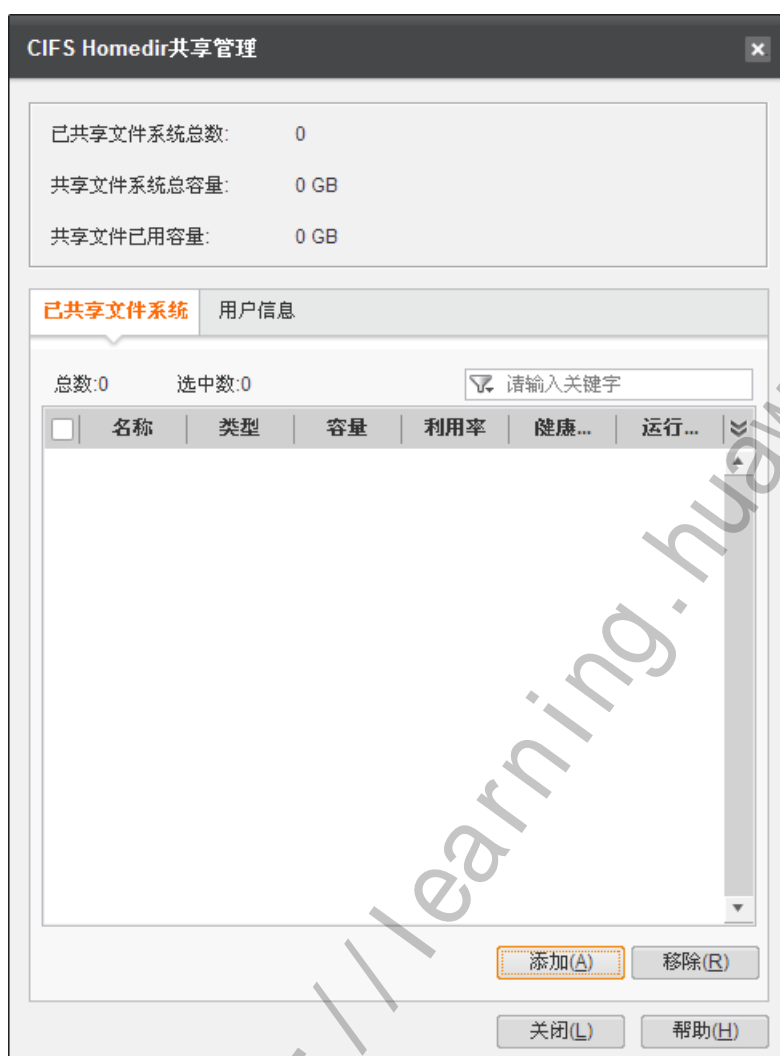 CIFS Homedir共享管理
已共享文件系统总数: 0
共享文件系统总容量: 0 GB
共享文件已用容量: 0 GB
已共享文件系统 用户信息
总数:0 选中数:0 请输入关键字
名称 类型 容量 利用率 健康... 运行...
添加(A) 移除(R)
关闭(L) 帮助(H)
//learning.huaw